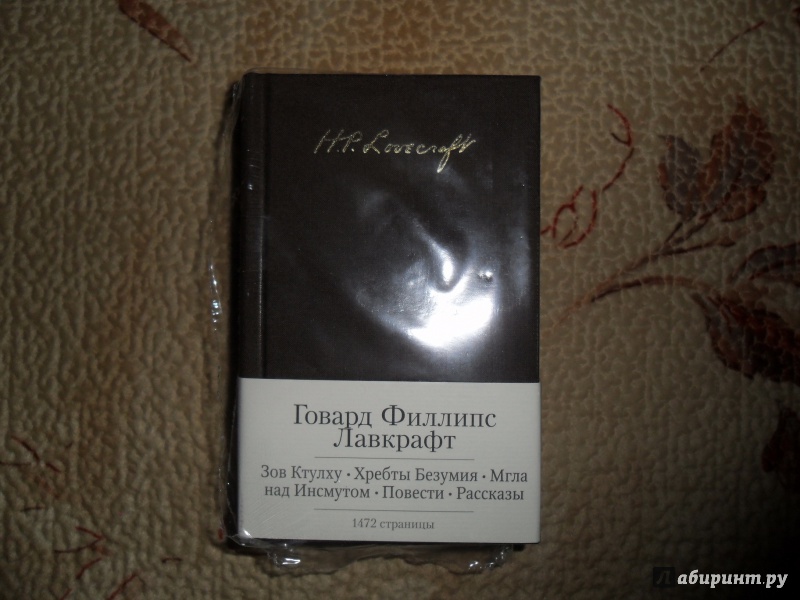 H.P. Lovecraft
Говард Филлипс
Лавкрафт
Зов Ктулху • Хребты Безумия • Мгла
над Инсмутом • Повести • Рассказы
1472 страницы
Лабиринт.ру